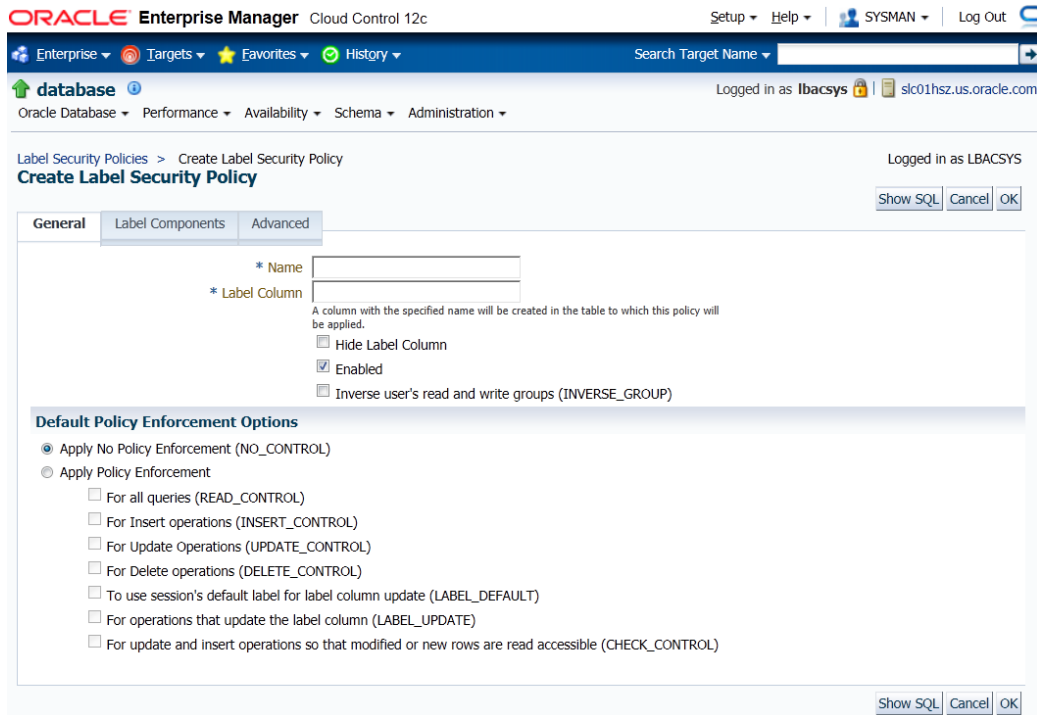 ORACLE Enterprise Manager Cloud Control 12c Setup Help SYSMAN Log Out
Enterprise Targets Favorites History Search Target Name
database Logged in as lbacsys slc01hsz.us.oracle.com
Oracle Database Performance Availability Schema Administration
Label Security Policies > Create Label Security Policy Logged in as LBACSYS
Create Label Security Policy
Show SQL Cancel OK
General Label Components Advanced
* Name
* Label Column
A column with the specified name will be created in the table to which this policy will
be applied.
Hide Label Column
Enabled
Inverse user's read and write groups (INVERSE_GROUP)
Default Policy Enforcement Options
Apply No Policy Enforcement (NO_CONTROL)
Apply Policy Enforcement
For all queries (READ_CONTROL)
For Insert operations (INSERT_CONTROL)
For Update Operations (UPDATE_CONTROL)
For Delete operations (DELETE_CONTROL)
To use session's default label for label column update (LABEL_DEFAULT)
For operations that update the label column (LABEL_UPDATE)
For update and insert operations so that modified or new rows are read accessible (CHECK_CONTROL)
Show SQL Cancel OK